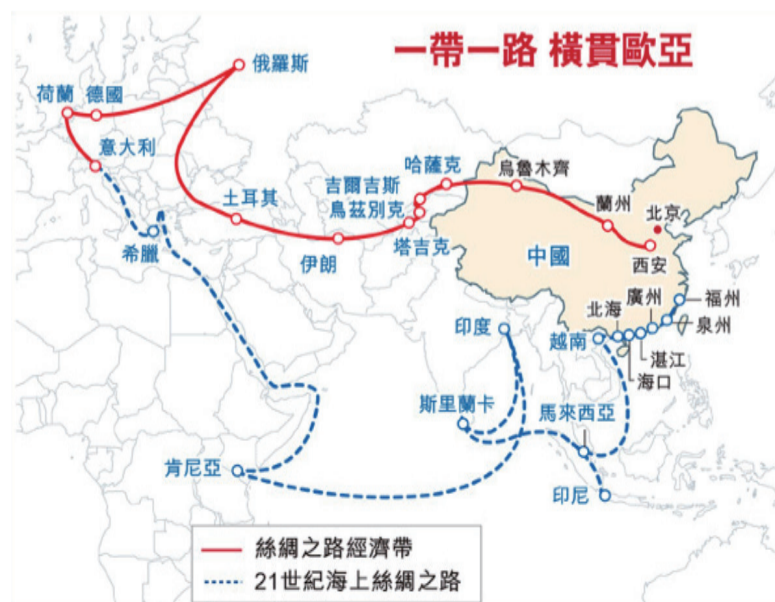 一帶一路 橫貫歐亞
俄羅斯
荷蘭
德國
意大利
哈薩克
烏魯木齊
吉爾吉斯
烏茲別克
土耳其
蘭州
北京
希臘
伊朗
塔吉克
中國
西安
廣州
福州
北海
印度
越南
泉州
湛江
海口
斯里蘭卡
馬來西亞
肯尼亞
印尼
絲綢之路經濟帶
21世紀海上絲綢之路